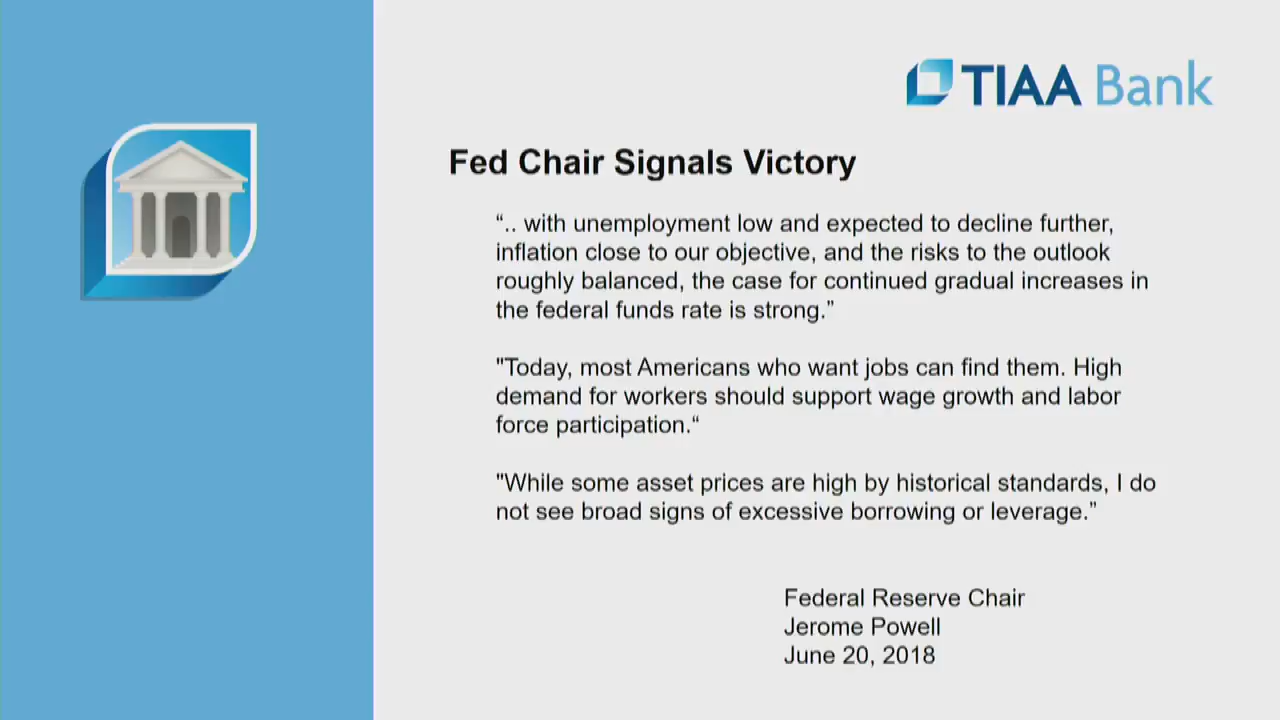 TIAA Bank
Fed Chair Signals Victory
“.. with unemployment low and expected to decline further,
inflation close to our objective, and the risks to the outlook
roughly balanced, the case for continued gradual increases in
the federal funds rate is strong.”
"Today, most Americans who want jobs can find them. High
demand for workers should support wage growth and labor
force participation.“
"While some asset prices are high by historical standards, I do
not see broad signs of excessive borrowing or leverage.”
Federal Reserve Chair
Jerome Powell
June 20, 2018